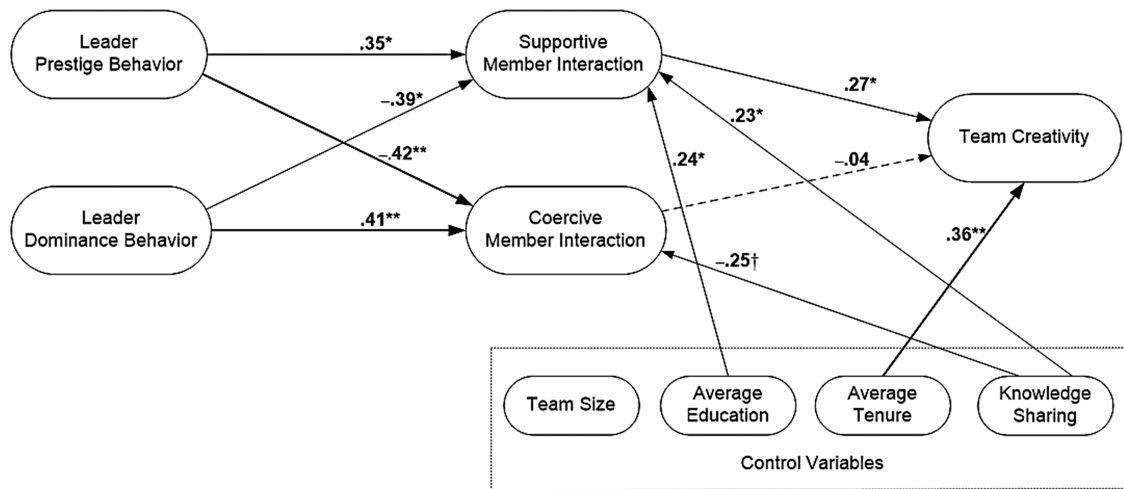 Leader
Prestige Behavior
.35*
Supportive
Member Interaction
.27*
Team Creativity
–.39*
–.42**
.24*
.23*
–.04
Leader
Dominance Behavior
.41**
Coercive
Member Interaction
.36**
–.25†
Team Size
Average
Education
Average
Tenure
Knowledge
Sharing
Control Variables